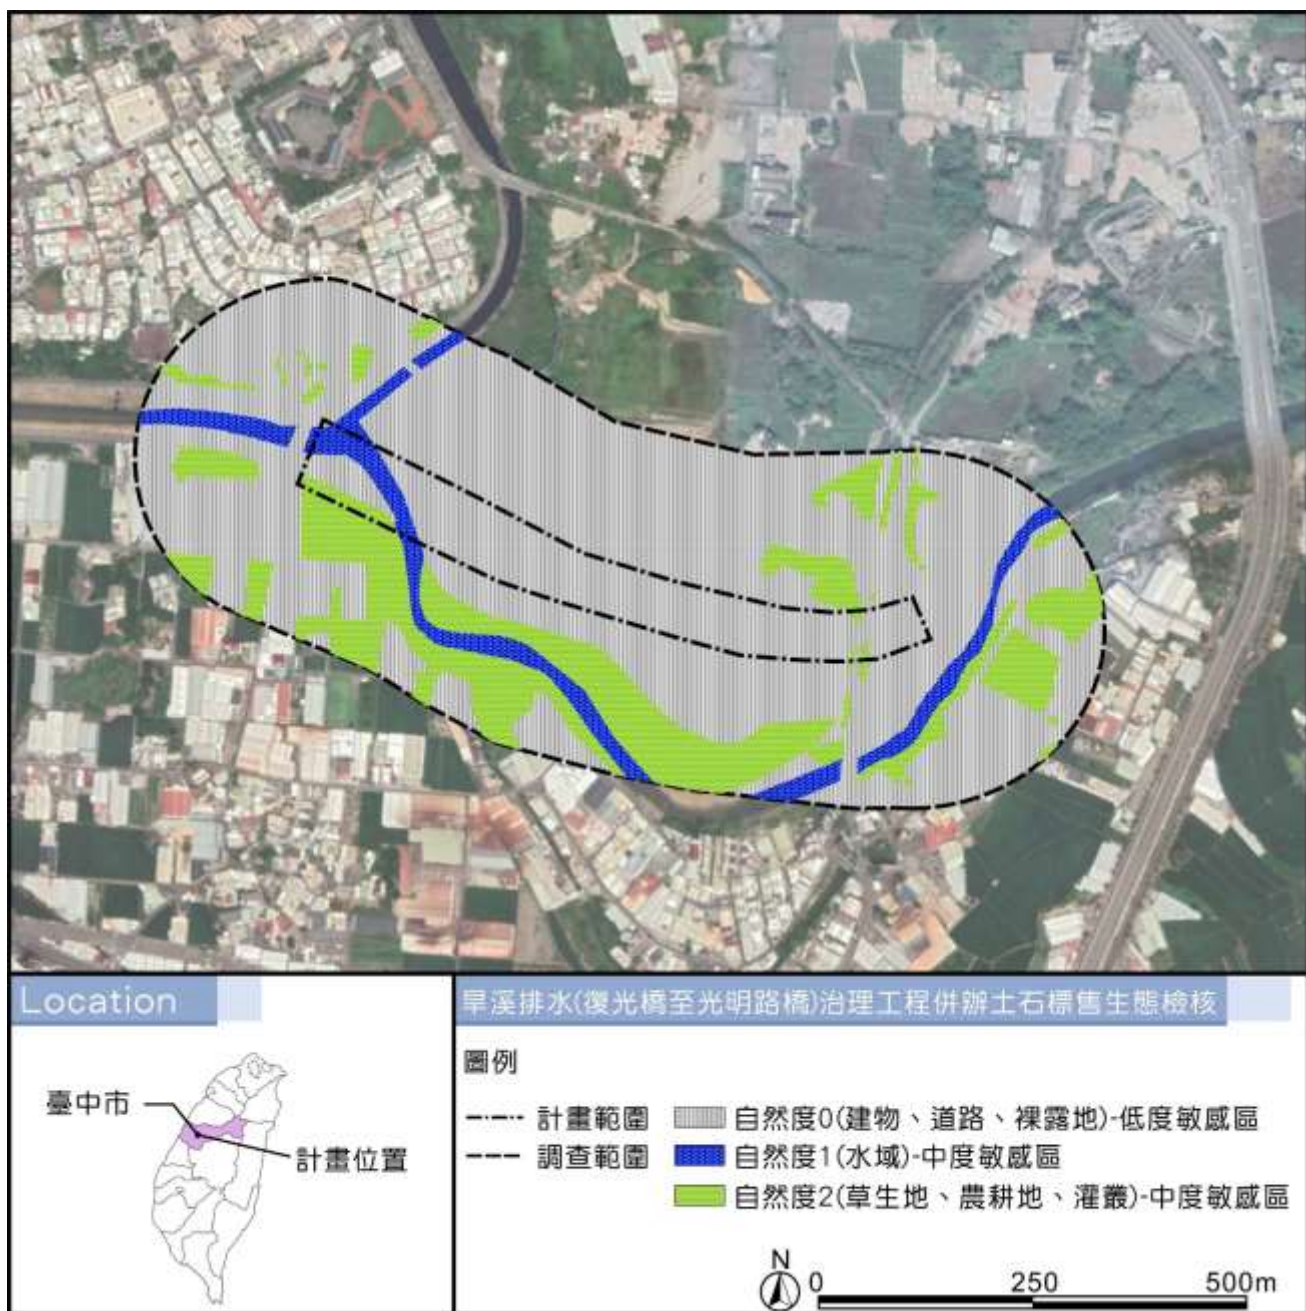 Location
臺中市
計畫位置
旱溪排水(復光橋至光明路橋)治理工程併辦土石標售生態檢核
圖例
計畫範圍
調查範圍
自然度0(建物、道路、裸露地)-低度敏感區
自然度1(水域)-中度敏感區
自然度2(草生地、農耕地、灌叢)-中度敏感區
N
0 250 500m